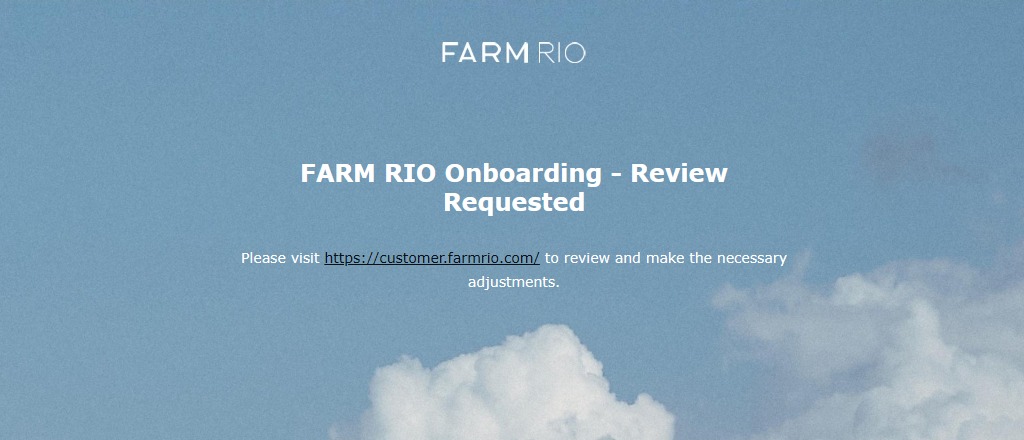 FARM RIO
FARM RIO Onboarding - Review
Requested
Please visit https://customer.farmrio.com/ to review and make the necessary
adjustments.